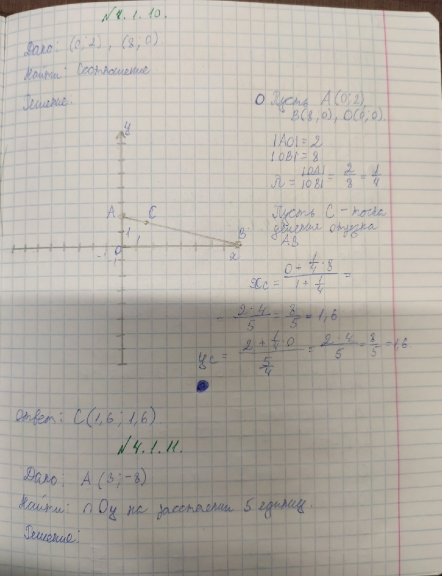 №4.1.10.
Дано: (0,2), (8;0)
Найти: Соотношение
Решение:
Пусть A(0;2),
B(8,0), O(0,0).
|AO|=2
|OB|=8
λ = |OA| / |OB| = 2/8 = 1/4
Пусть C - точка
деления отрезка
AB
y
A C
B
1
-1 0 1 x
xc = (0 + 1/4 · 8) / (1 + 1/4) =
= 2·4/5 = 8/5 = 1,6
yc = (2 + 1/4 · 0) / (5/4) = 2·4/5 = 8/5 = 1,6
Ответ: C(1,6; 1,6)
№4.1.11.
Дано: A (3;-8)
Найти: ∩ Oy на расстоянии 5 единиц.
Решение: